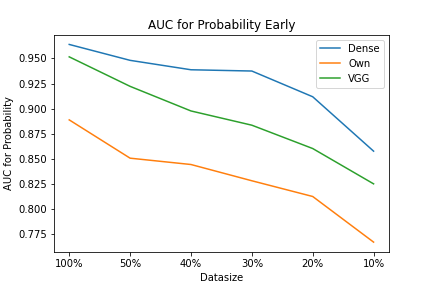 AUC for Probability Early
Dense
Own
VGG
AUC for Probability
0.950
0.925
0.900
0.875
0.850
0.825
0.800
0.775
100% 50% 40% 30% 20% 10%
Datasize